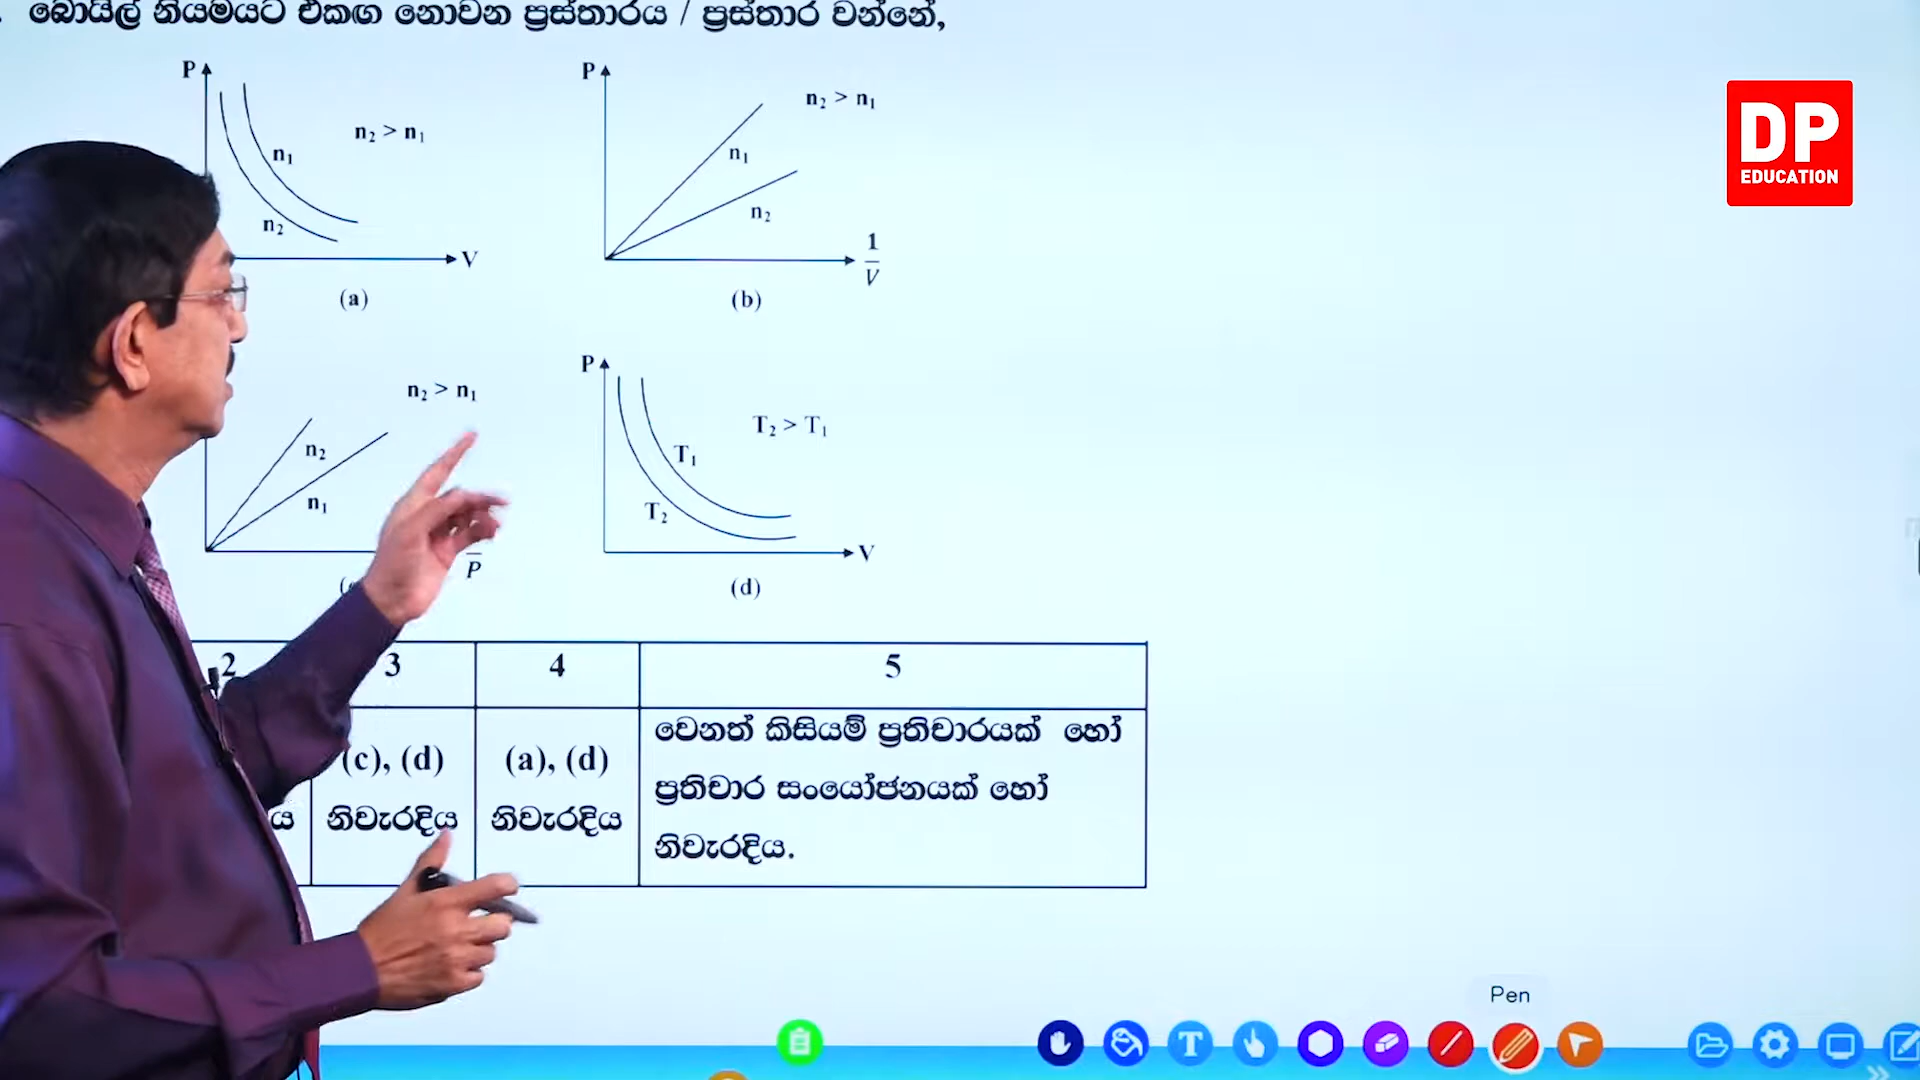 බොයිල් නියමයට එකඟ නොවන ප්‍රස්තාරය / ප්‍රස්තාර වන්නේ,
P
n₂ > n₁
n₁
n₂
V
(a)
P
n₂ > n₁
n₁
n₂
1
V
(b)
DP
EDUCATION
n₂ > n₁
n₂
n₁
P
P
T₂ > T₁
T₁
T₂
V
(d)
2
3
4
5
(c), (d)
නිවැරදිය
(a), (d)
නිවැරදිය
වෙනත් කිසියම් ප්‍රතිචාරයක් හෝ
ප්‍රතිචාර සංයෝජනයක් හෝ
නිවැරදිය.
Pen